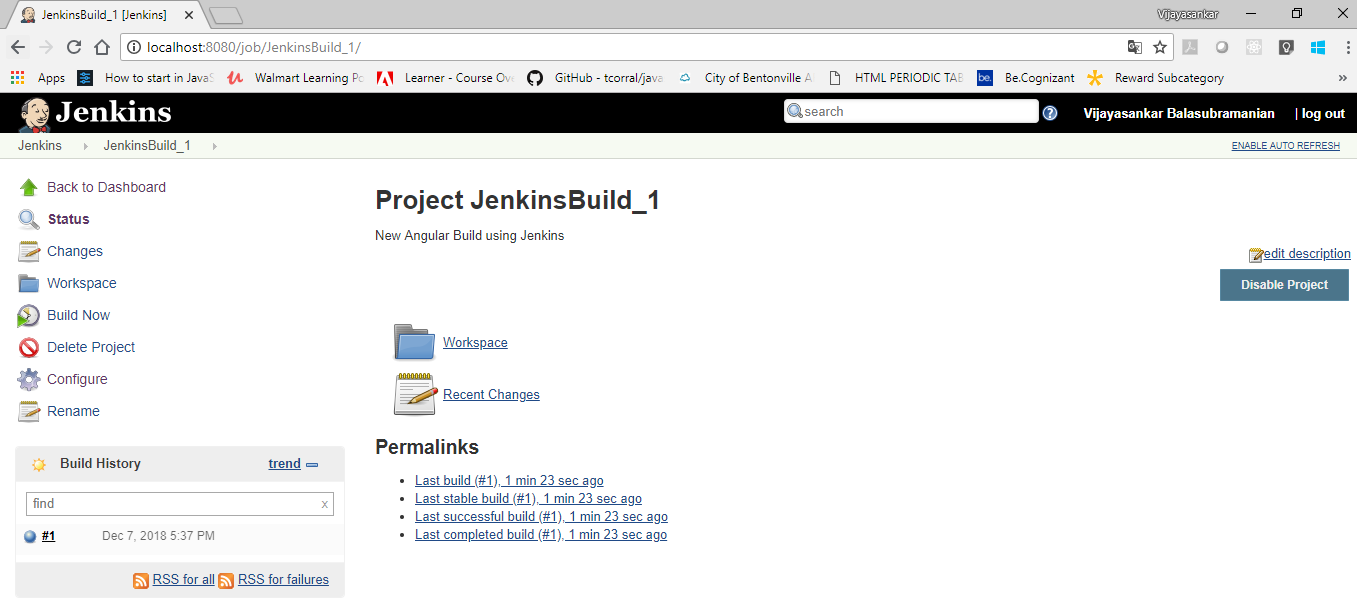 JenkinsBuild_1 [Jenkins]
Vijayasankar
localhost:8080/job/JenkinsBuild_1/
Apps How to start in JavaS Walmart Learning Po Learner - Course Ov GitHub - tcorral/java City of Bentonville A HTML PERIODIC TAB be. Be.Cognizant Reward Subcategory »
Jenkins search ? Vijayasankar Balasubramanian | log out
Jenkins JenkinsBuild_1 ENABLE AUTO REFRESH
Back to Dashboard
Status
Changes
Workspace
Build Now
Delete Project
Configure
Rename
Build History trend
find x
#1 Dec 7, 2018 5:37 PM
RSS for all RSS for failures
Project JenkinsBuild_1
New Angular Build using Jenkins
edit description
Disable Project
Workspace
Recent Changes
Permalinks
Last build (#1), 1 min 23 sec ago
Last stable build (#1), 1 min 23 sec ago
Last successful build (#1), 1 min 23 sec ago
Last completed build (#1), 1 min 23 sec ago